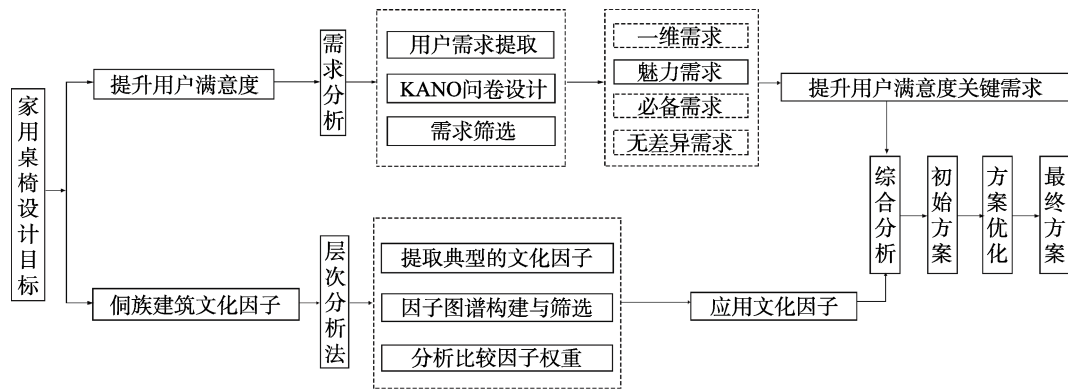 家用桌椅设计目标
提升用户满意度
需求分析
用户需求提取
KANO问卷设计
需求筛选
一维需求
魅力需求
必备需求
无差异需求
提升用户满意度关键需求
侗族建筑文化因子
层次分析法
提取典型的文化因子
因子图谱构建与筛选
分析比较因子权重
应用文化因子
综合分析
初始方案
方案优化
最终方案